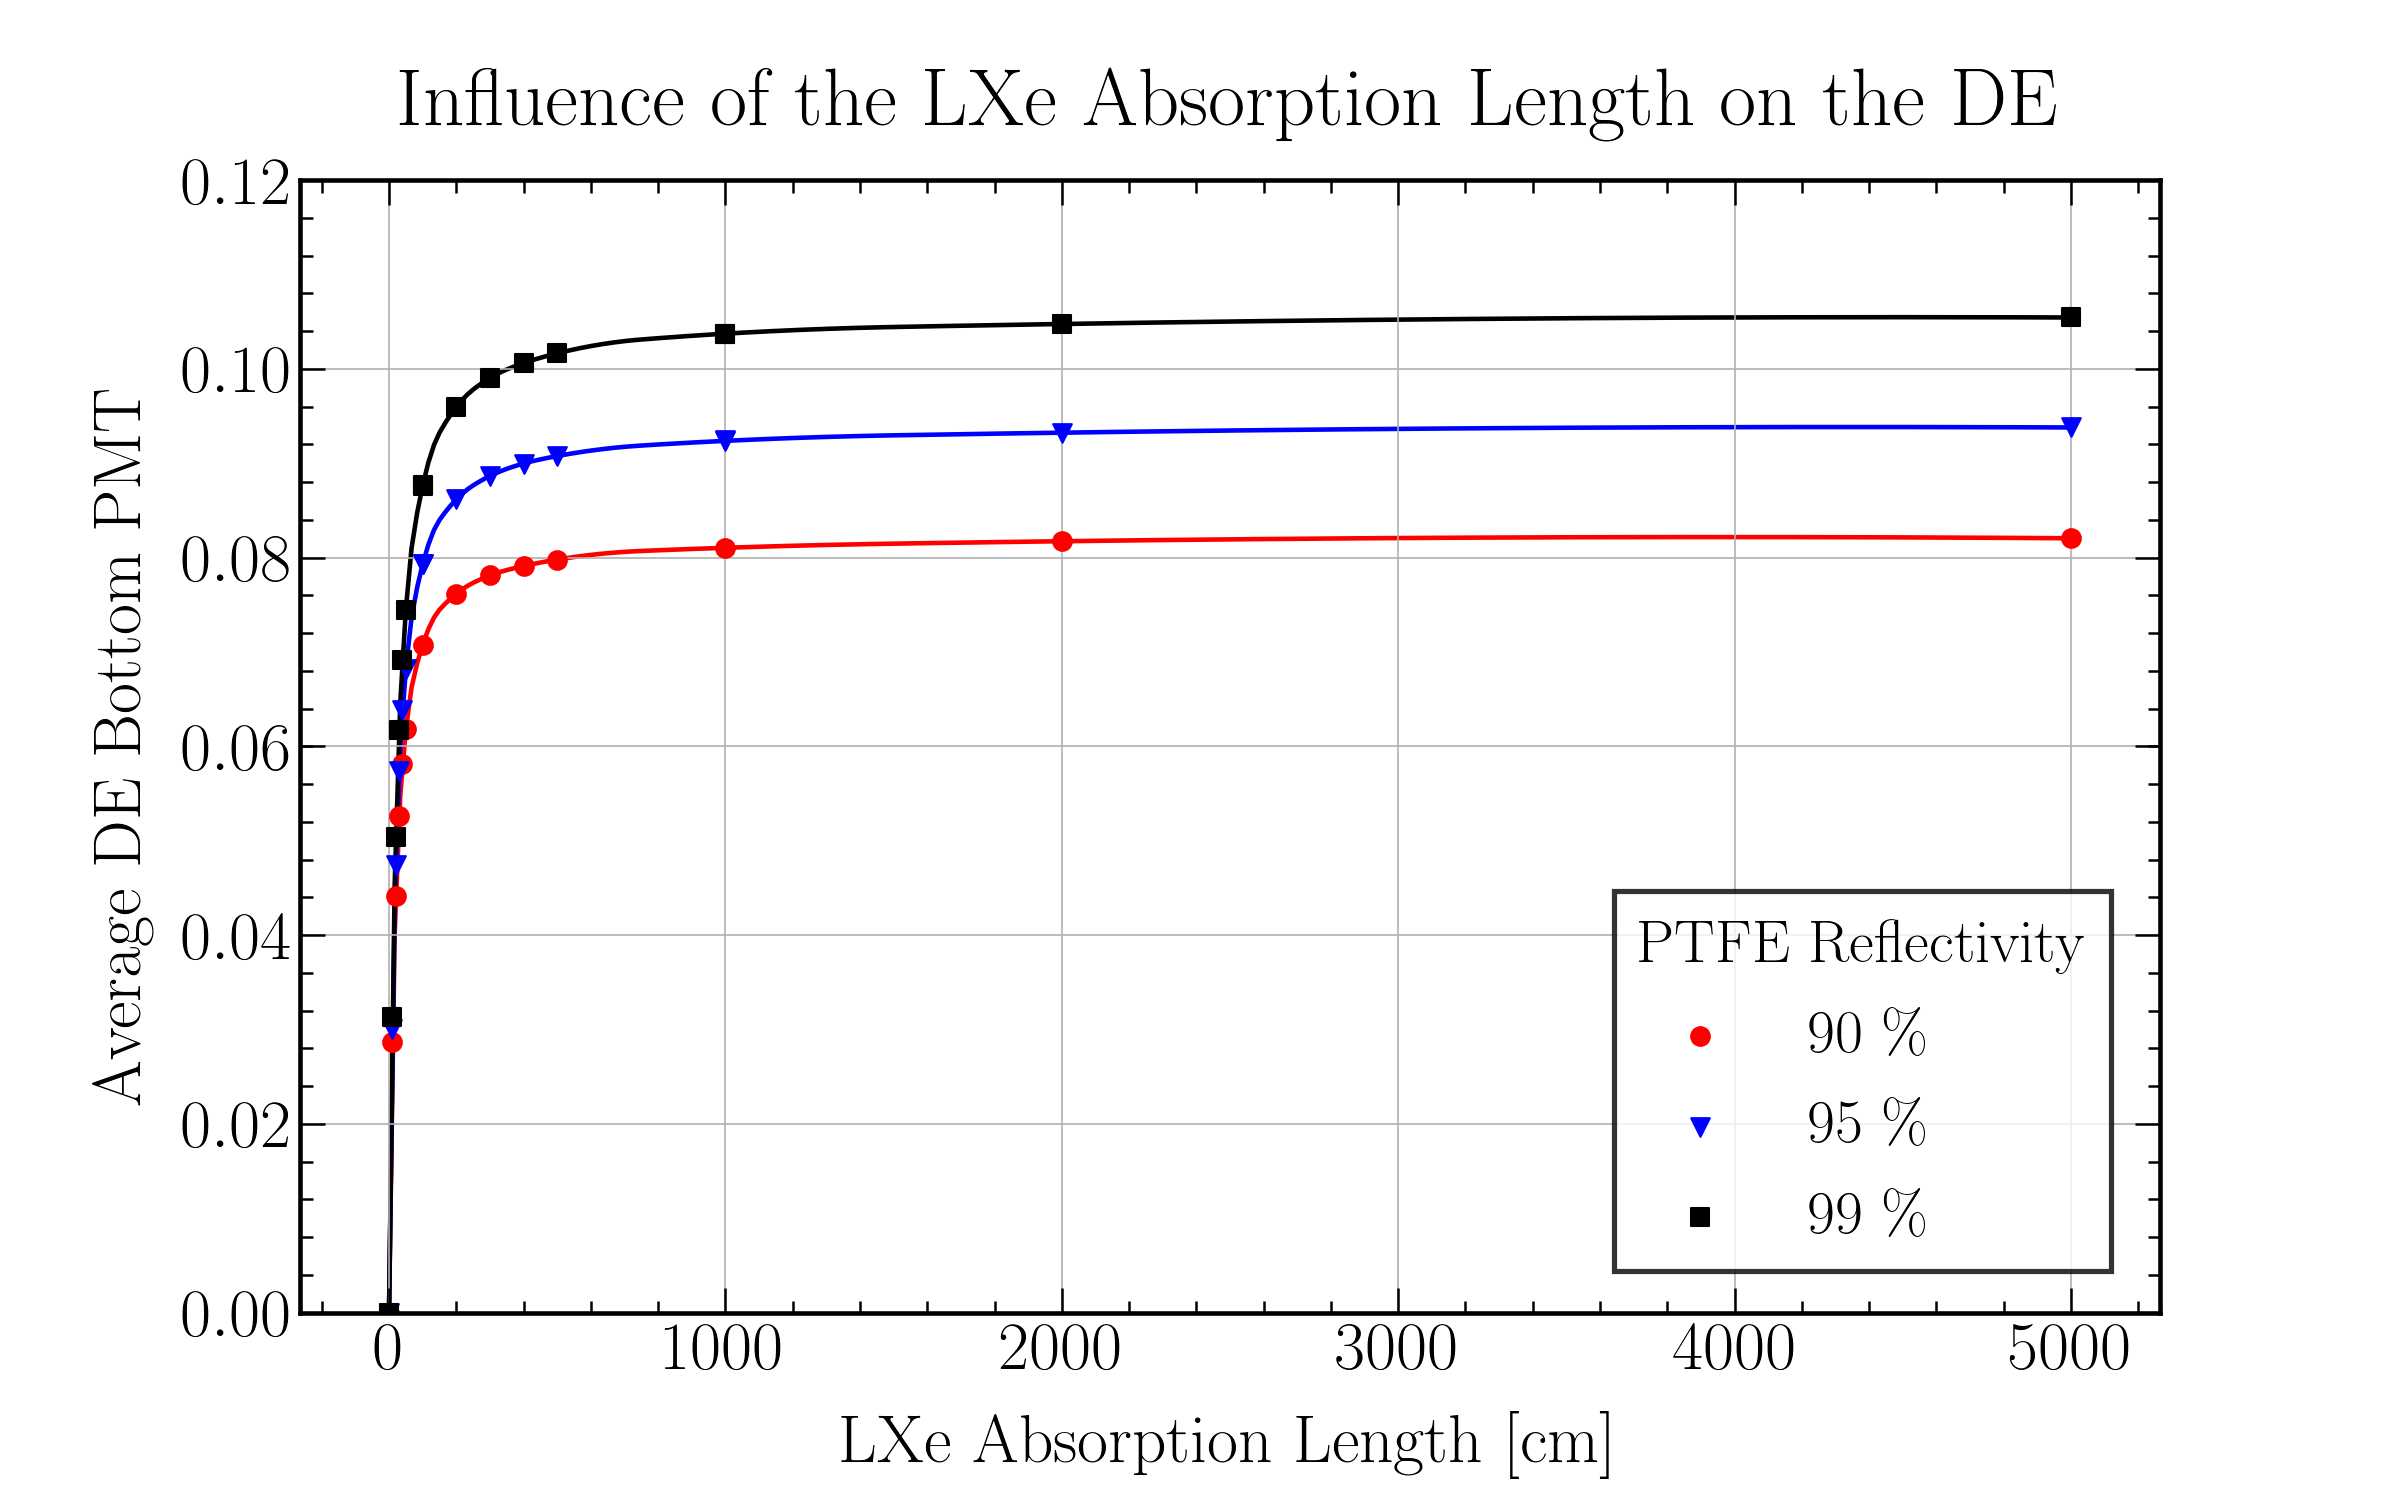 Influence of the LXe Absorption Length on the DE
0.12
0.10
0.08
0.06
0.04
0.02
0.00
Average DE Bottom PMT
PTFE Reflectivity
90 %
95 %
99 %
0 1000 2000 3000 4000 5000
LXe Absorption Length [cm]